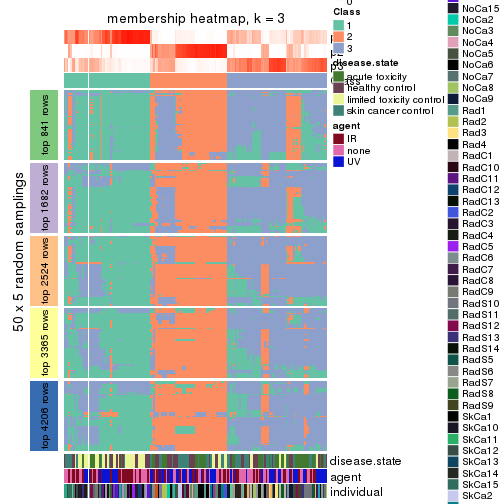 membership heatmap, k = 3
50 x 5 random samplings
top 841 rows
top 1682 rows
top 2524 rows
top 3365 rows
top 4206 rows
disease.state
agent
individual
0
Class
1
2
3
disease.state
acute toxicity
healthy control
limited toxicity control
skin cancer control
agent
IR
none
UV
NoCa15
NoCa2
NoCa3
NoCa4
NoCa5
NoCa6
NoCa7
NoCa8
NoCa9
Rad1
Rad2
Rad3
Rad4
RadC1
RadC10
RadC11
RadC12
RadC13
RadC2
RadC3
RadC4
RadC5
RadC6
RadC7
RadC8
RadC9
RadS10
RadS11
RadS12
RadS13
RadS14
RadS5
RadS6
RadS7
RadS8
RadS9
SkCa1
SkCa10
SkCa11
SkCa12
SkCa13
SkCa14
SkCa15
SkCa2